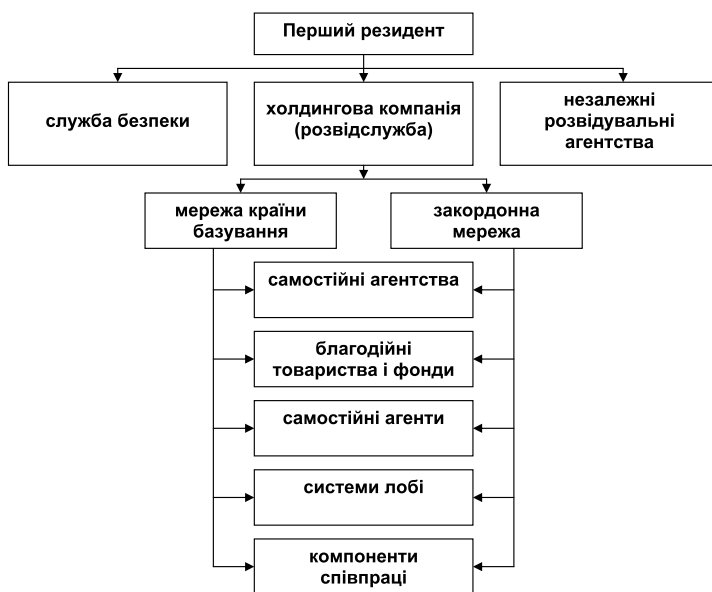 Перший резидент
служба безпеки
холдингова компанія
(розвідслужба)
незалежні
розвідувальні
агентства
мережа країни
базування
закордонна
мережа
самостійні агентства
благодійні
товариства і фонди
самостійні агенти
системи лобі
компоненти
співпраці